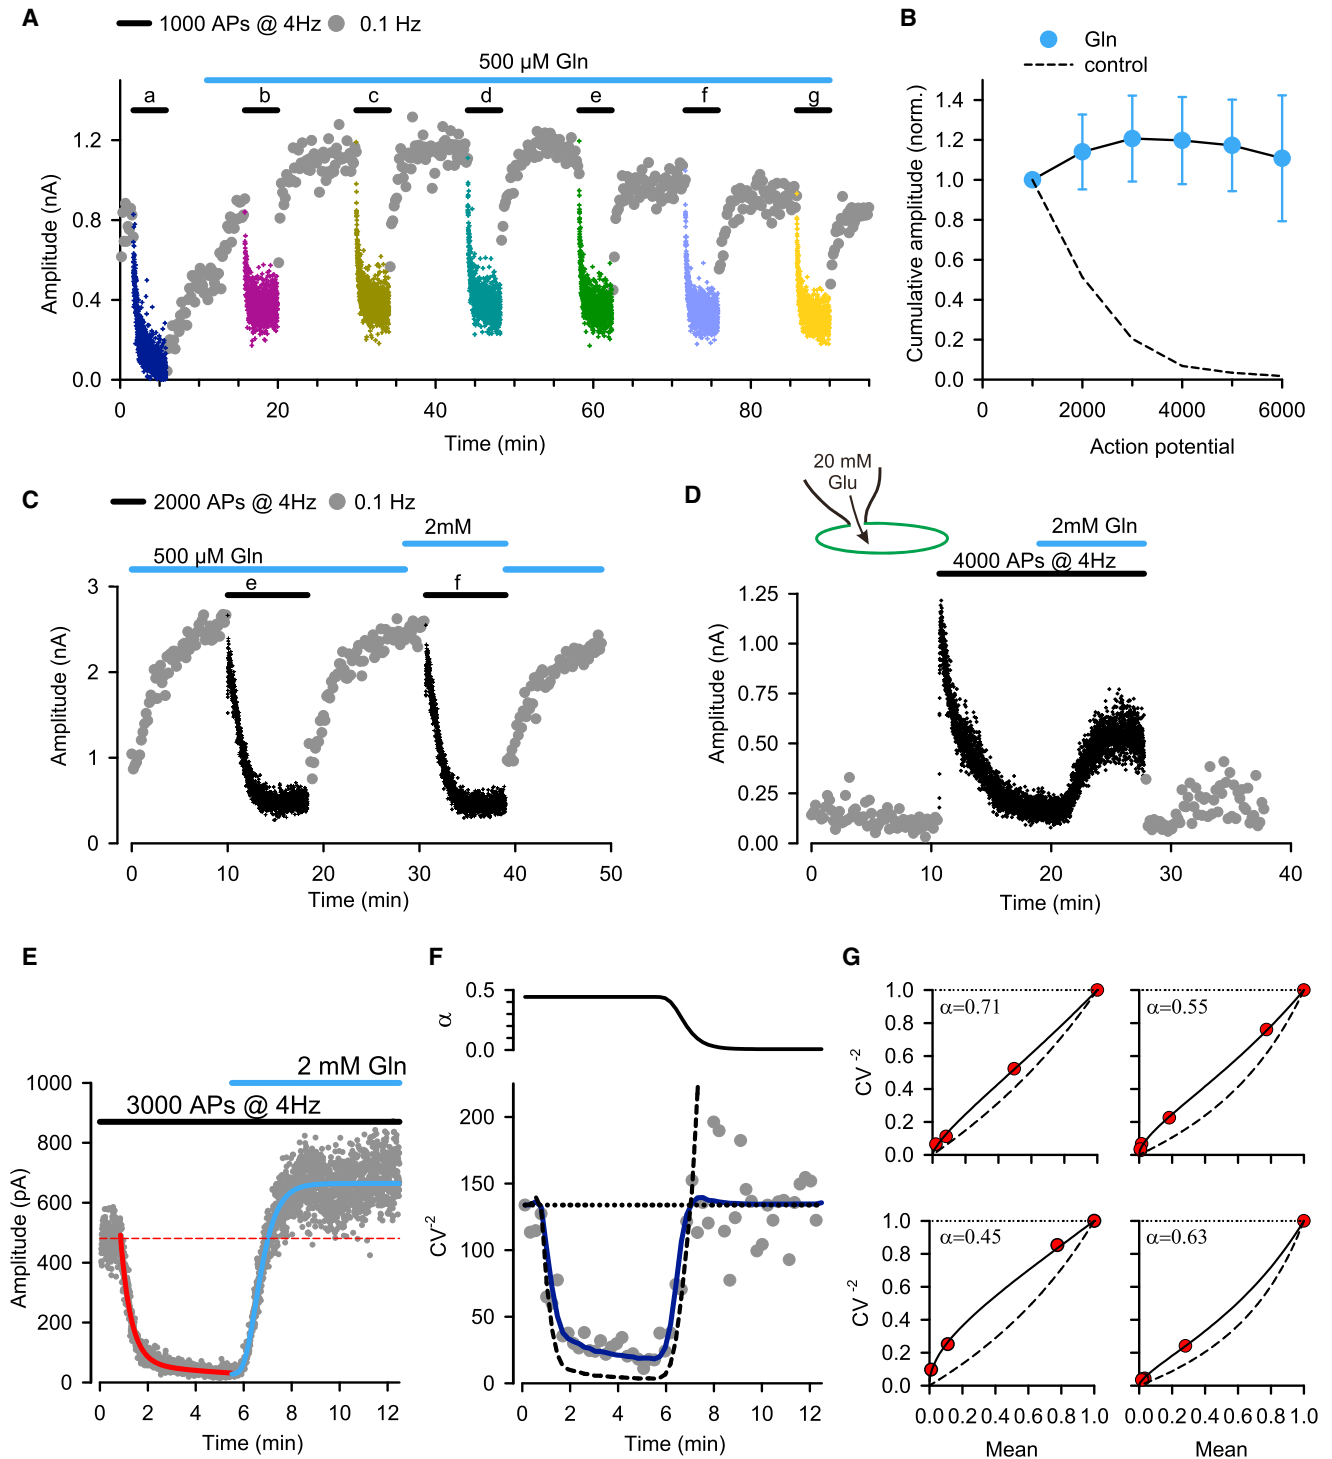 A
1000 APs @ 4Hz
0.1 Hz
500 µM Gln
a
b
c
d
e
f
g
Amplitude (nA)
1.2
0.8
0.4
0.0
0
20
40
60
80
Time (min)
B
Gln
control
Cumulative amplitude (norm.)
1.4
1.2
1.0
0.8
0.6
0.4
0.2
0.0
0
2000
4000
6000
Action potential
C
2000 APs @ 4Hz
0.1 Hz
2mM
500 µM Gln
e
f
Amplitude (nA)
3
2
1
0
0
10
20
30
40
50
Time (min)
D
20 mM
Glu
2mM Gln
4000 APs @ 4Hz
Amplitude (nA)
1.25
1.00
0.75
0.50
0.25
0.00
0
10
20
30
40
Time (min)
E
2 mM Gln
3000 APs @ 4Hz
Amplitude (pA)
1000
800
600
400
200
0
0
2
4
6
8
10
12
Time (min)
F
α
0.5
0.0
CV-2
200
150
100
50
0
0
2
4
6
8
10
12
Time (min)
G
CV-2
1.0
0.8
0.6
0.4
0.2
0.0
α=0.71
α=0.55
CV-2
1.0
0.8
0.6
0.4
0.2
0.0
α=0.45
α=0.63
0.0 0.2 0.4 0.6 0.8 1.0
0.0 0.2 0.4 0.6 0.8 1.0
Mean
Mean